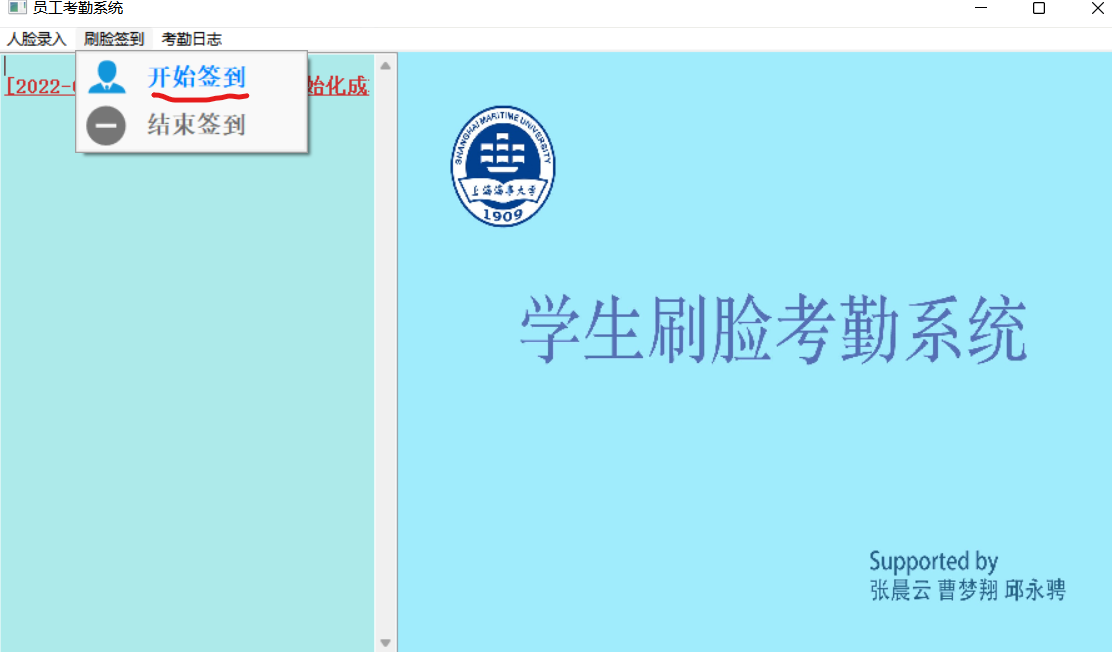 员工考勤系统
人脸录入 刷脸签到 考勤日志
开始签到
[2022- 始化成
结束签到
SHANGHAI MARITIME UNIVERSITY
上海海事大学
1909
学生刷脸考勤系统
Supported by
张晨云 曹梦翔 邱永骋